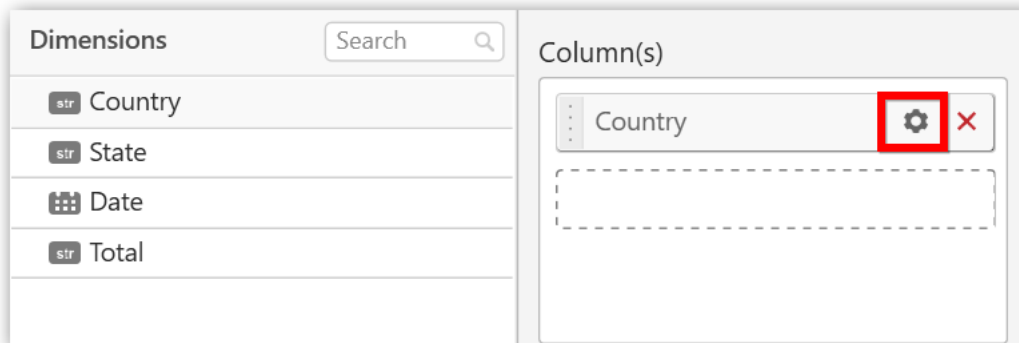 Dimensions
Search
str Country
str State
Date
str Total
Column(s)
Country